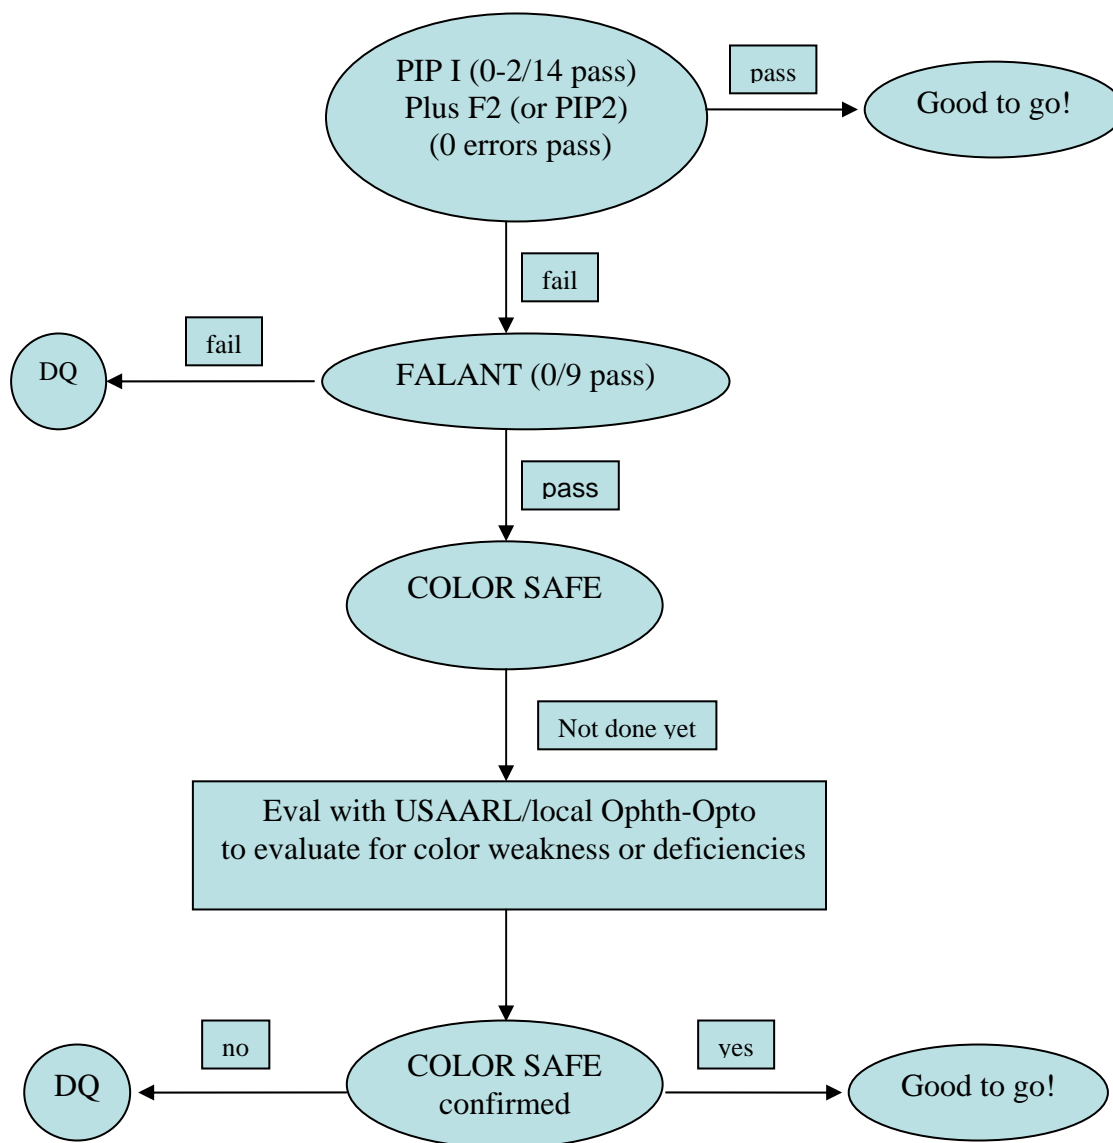 PIP I (0-2/14 pass)
Plus F2 (or PIP2)
(0 errors pass)
pass
Good to go!
fail
DQ
fail
FALANT (0/9 pass)
pass
COLOR SAFE
Not done yet
Eval with USAARL/local Ophth-Opto
to evaluate for color weakness or deficiencies
no
yes
DQ
COLOR SAFE
confirmed
Good to go!